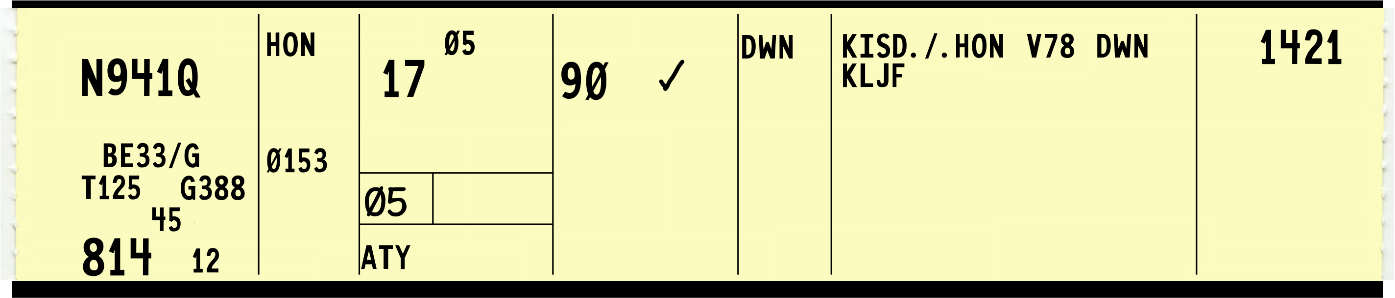 N941Q
BE33/G
T125 G388
45
814 12
HON
Ø153
Ø5
17
Ø5
ATY
9Ø ✓
DWN
KISD./.HON V78 DWN
KLJF
1421